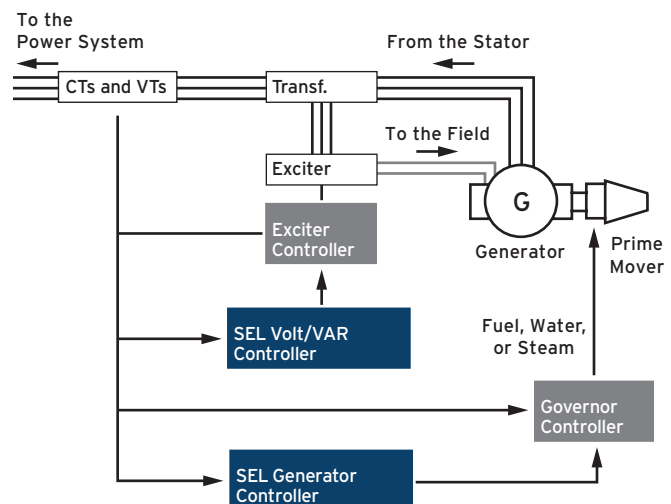 To the
Power System
From the Stator
CTs and VTs
Transf.
To the Field
Exciter
G
Exciter
Controller
Generator
Prime
Mover
SEL Volt/VAR
Controller
Fuel, Water,
or Steam
Governor
Controller
SEL Generator
Controller